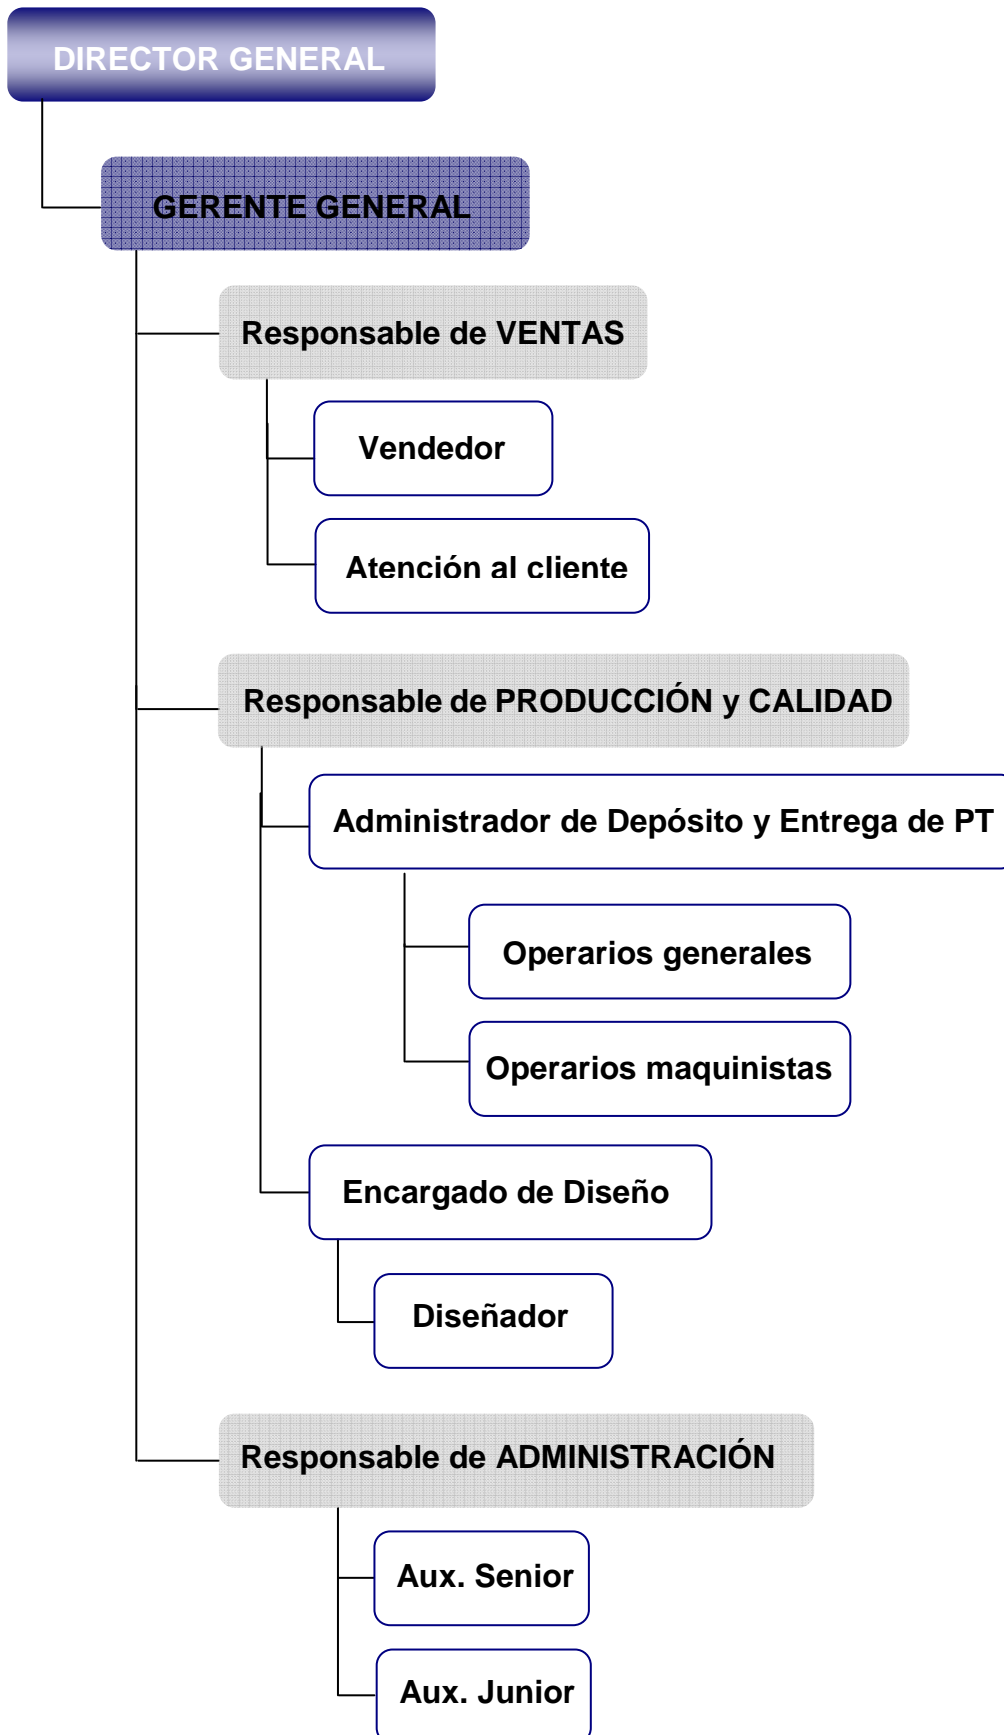 DIRECTOR GENERAL
GERENTE GENERAL
Responsable de VENTAS
Vendedor
Atención al cliente
Responsable de PRODUCCIÓN y CALIDAD
Administrador de Depósito y Entrega de PT
Operarios generales
Operarios maquinistas
Encargado de Diseño
Diseñador
Responsable de ADMINISTRACIÓN
Aux. Senior
Aux. Junior